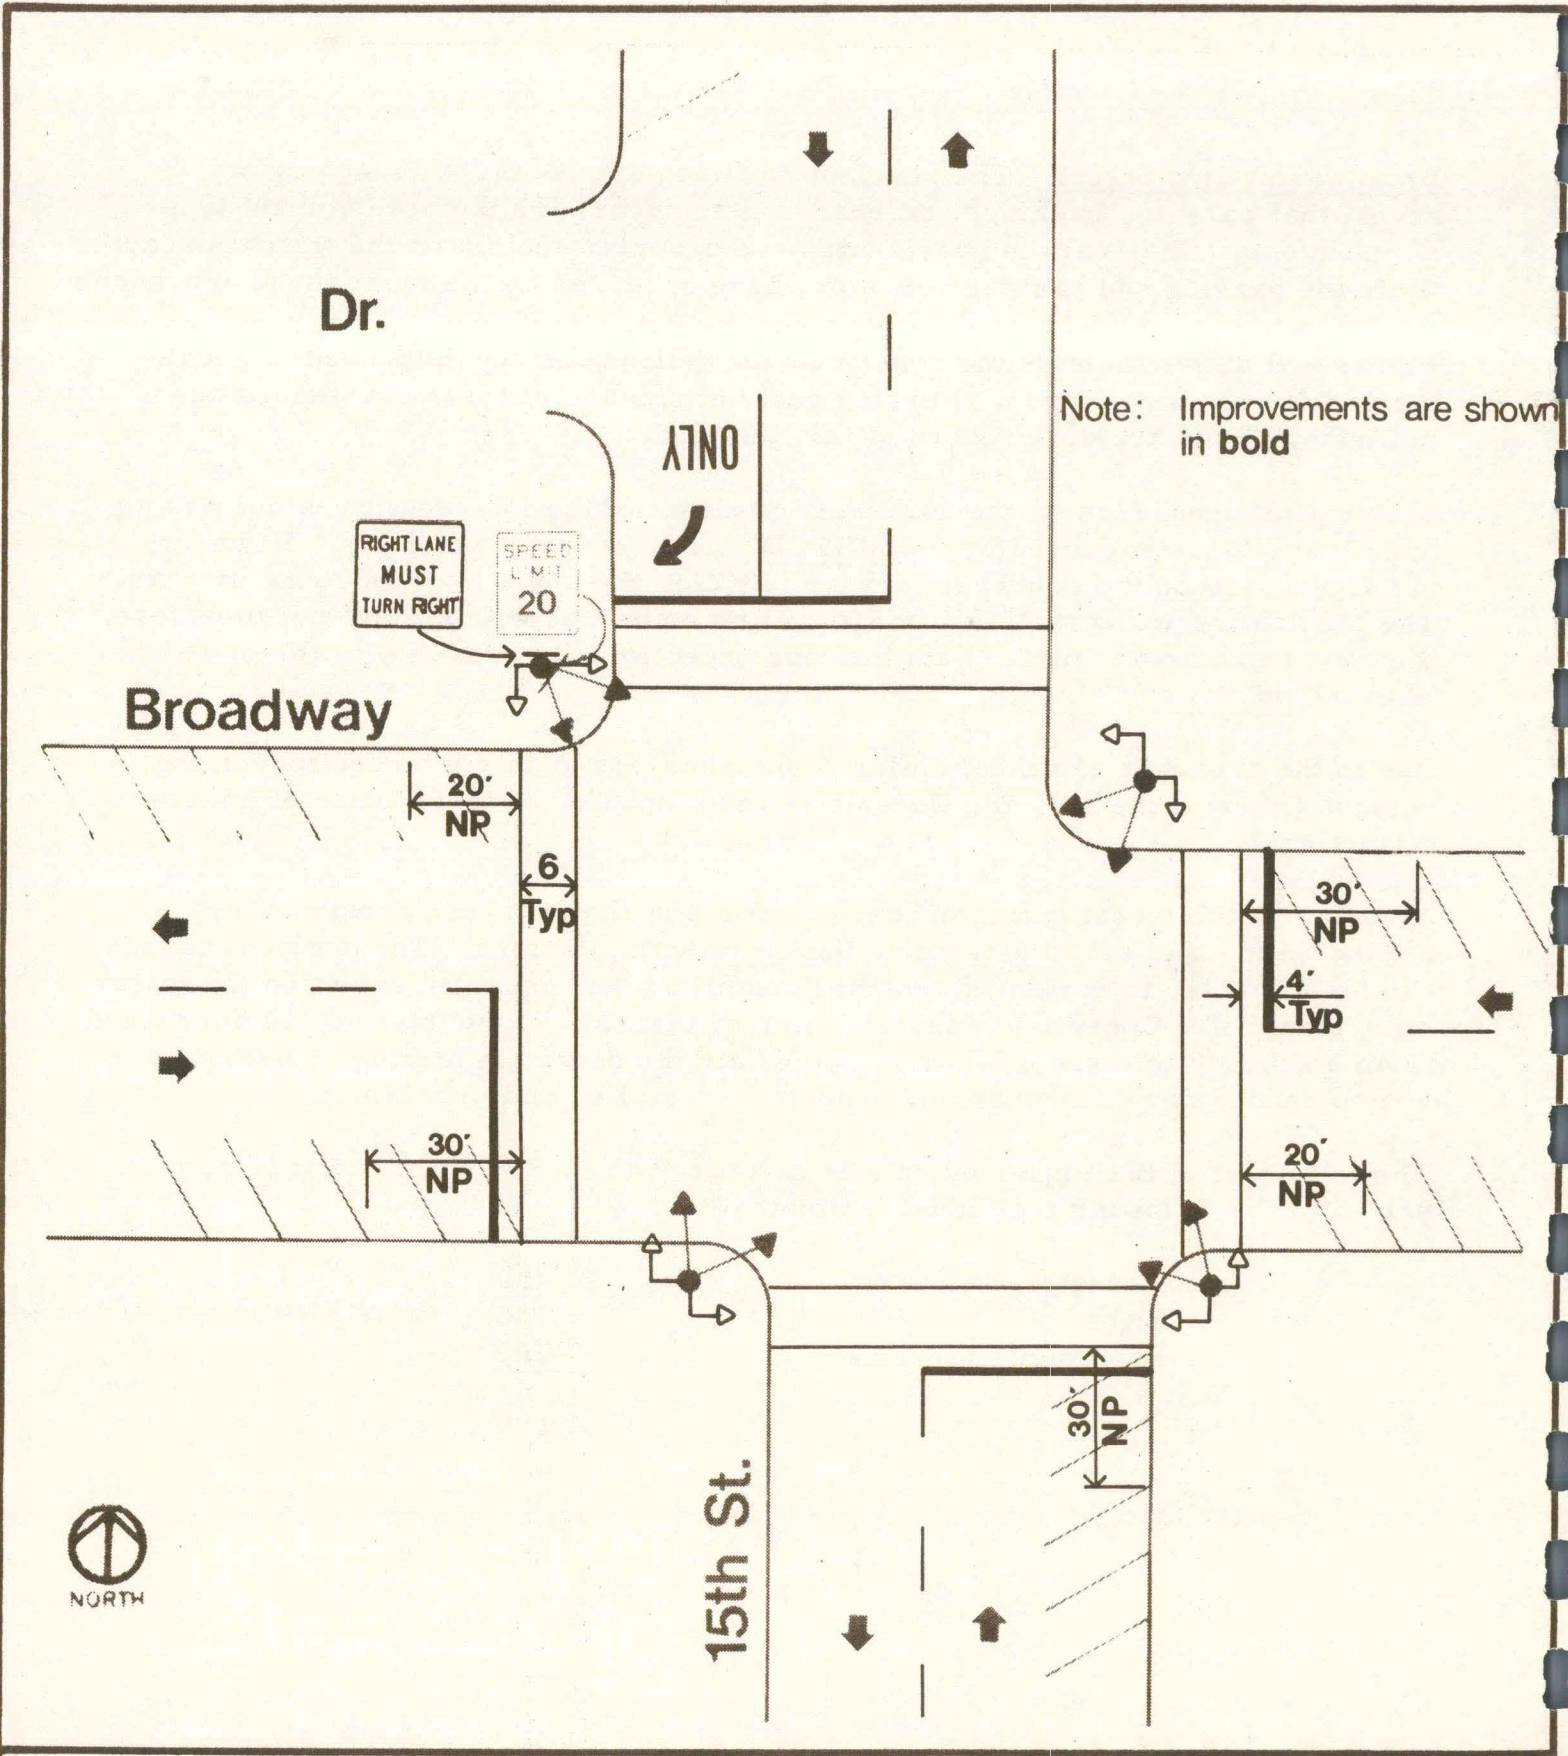 Dr.
Note: Improvements are shown
in bold
ONLY
RIGHT LANE
MUST
TURN RIGHT
SPEED
LIMIT
20
Broadway
20'
NP
6
Typ
30'
NP
4'
Typ
30'
NP
20'
NP
30'
NP
15th St.
NORTH